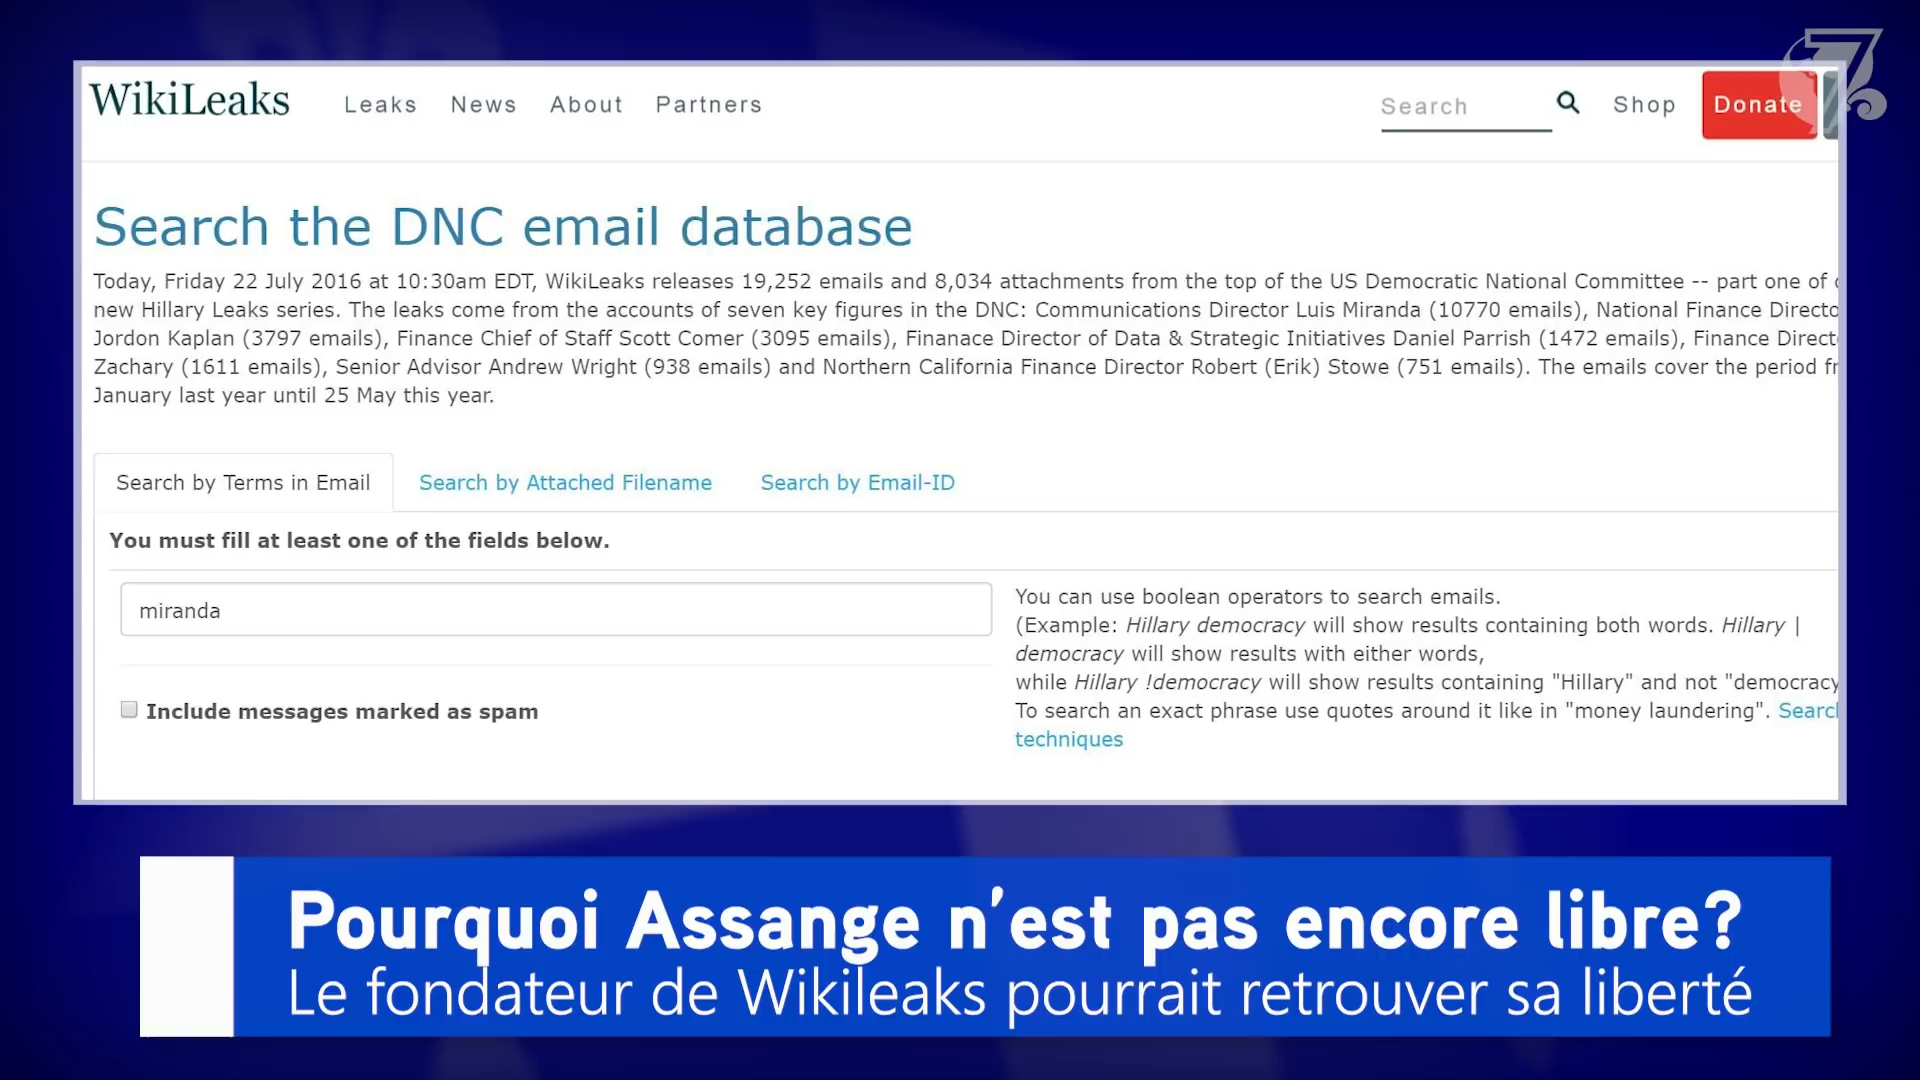 WikiLeaks Leaks News About Partners Search Shop Donate
Search the DNC email database
Today, Friday 22 July 2016 at 10:30am EDT, WikiLeaks releases 19,252 emails and 8,034 attachments from the top of the US Democratic National Committee -- part one of
new Hillary Leaks series. The leaks come from the accounts of seven key figures in the DNC: Communications Director Luis Miranda (10770 emails), National Finance Directo
Jordon Kaplan (3797 emails), Finance Chief of Staff Scott Comer (3095 emails), Finanace Director of Data & Strategic Initiatives Daniel Parrish (1472 emails), Finance Direct
Zachary (1611 emails), Senior Advisor Andrew Wright (938 emails) and Northern California Finance Director Robert (Erik) Stowe (751 emails). The emails cover the period fr
January last year until 25 May this year.
Search by Terms in Email Search by Attached Filename Search by Email-ID
You must fill at least one of the fields below.
miranda
Include messages marked as spam
You can use boolean operators to search emails.
(Example: Hillary democracy will show results containing both words. Hillary |
democracy will show results with either words,
while Hillary !democracy will show results containing "Hillary" and not "democracy
To search an exact phrase use quotes around it like in "money laundering". Search
techniques
Pourquoi Assange n'est pas encore libre?
Le fondateur de Wikileaks pourrait retrouver sa liberté